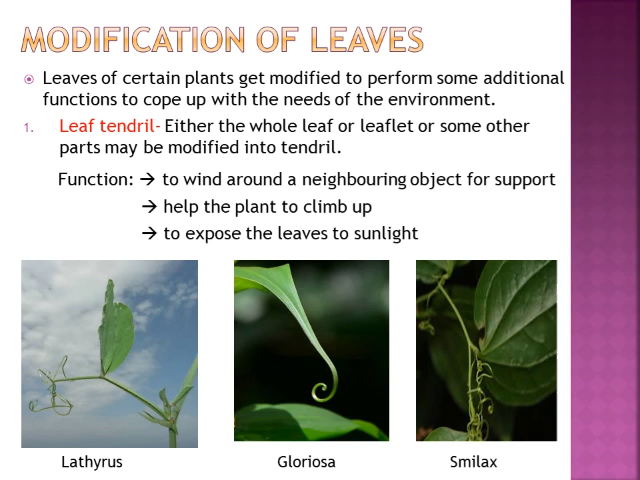 MODIFICATION OF LEAVES
Leaves of certain plants get modified to perform some additional
functions to cope up with the needs of the environment.
1. Leaf tendril- Either the whole leaf or leaflet or some other
parts may be modified into tendril.
Function: → to wind around a neighbouring object for support
→ help the plant to climb up
→ to expose the leaves to sunlight
Lathyrus
Gloriosa
Smilax